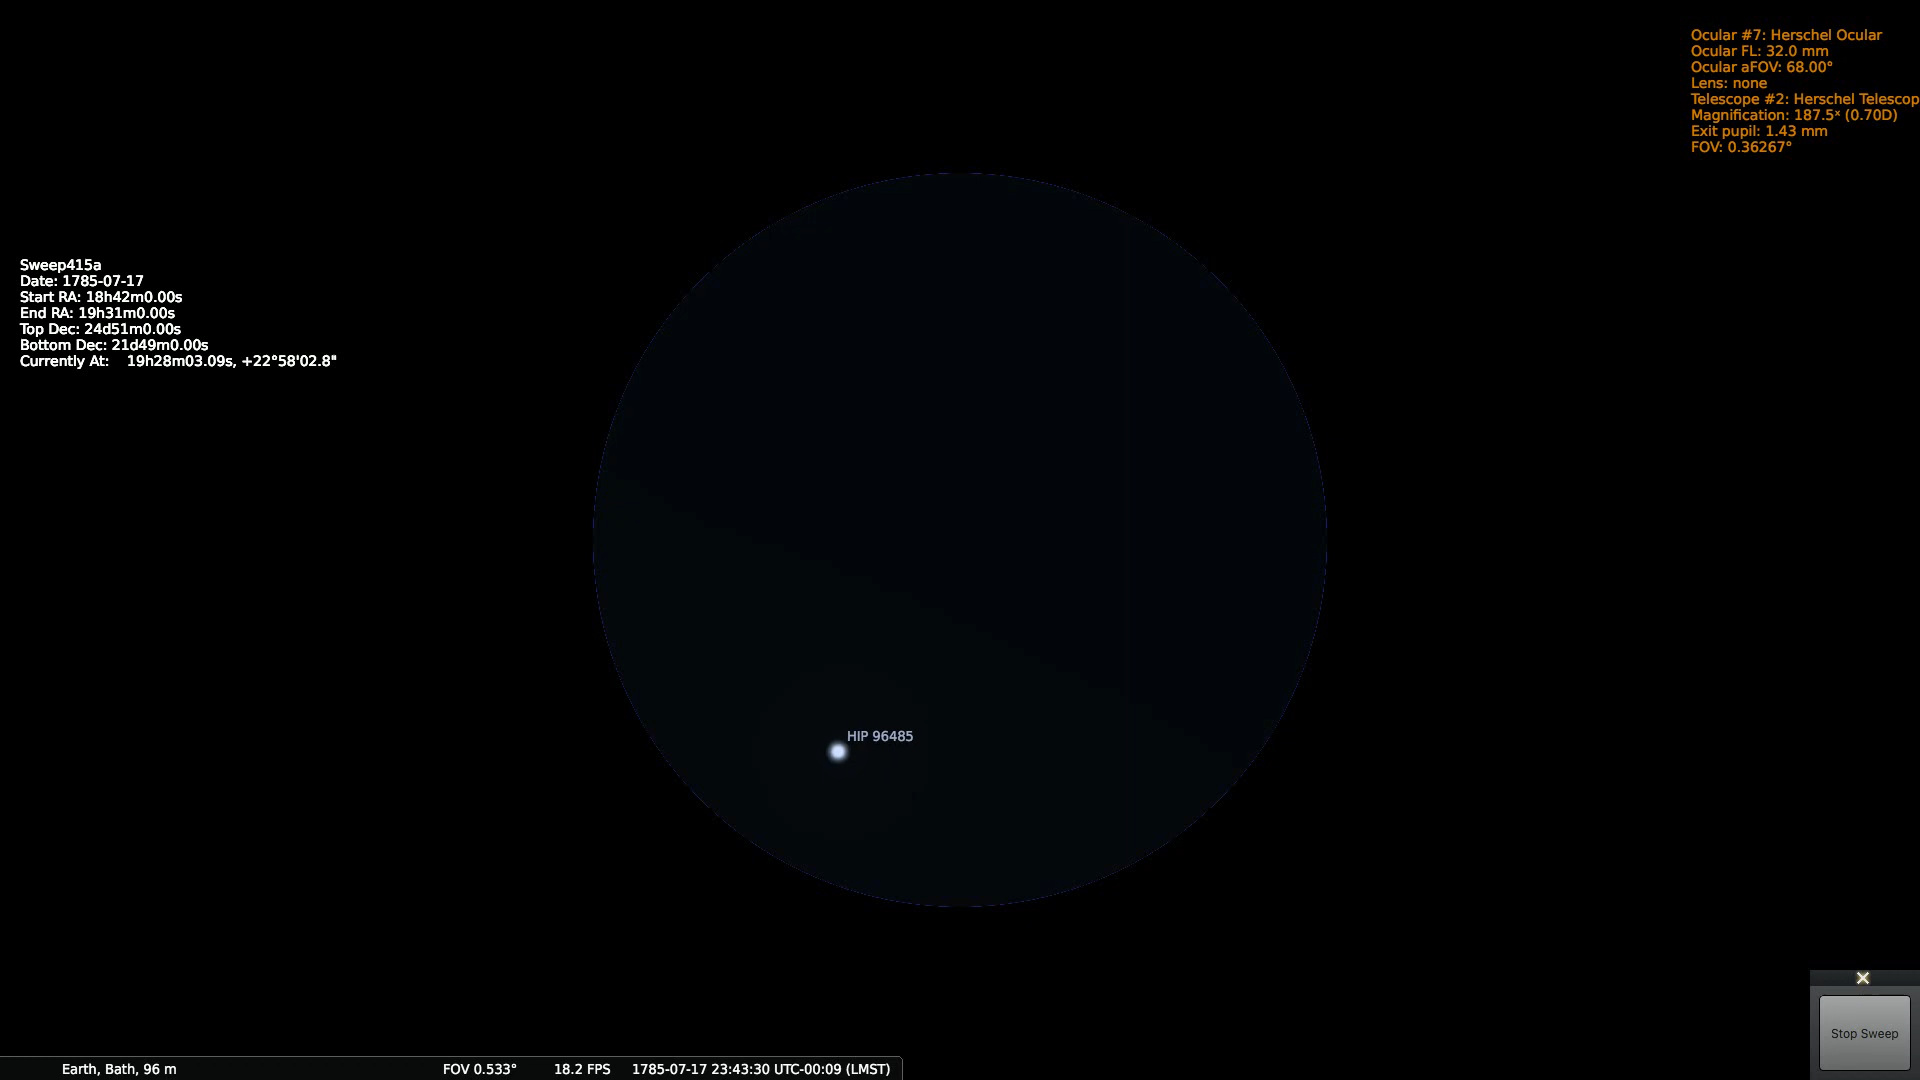 Ocular #7: Herschel Ocular
Ocular FL: 32.0 mm
Ocular aFOV: 68.00°
Lens: none
Telescope #2: Herschel Telescop
Magnification: 187.5ˣ (0.70D)
Exit pupil: 1.43 mm
FOV: 0.36267°
Sweep415a
Date: 1785-07-17
Start RA: 18h42m0.00s
End RA: 19h31m0.00s
Top Dec: 24d51m0.00s
Bottom Dec: 21d49m0.00s
Currently At: 19h28m03.09s, +22°58'02.8"
HIP 96485
Stop Sweep
Earth, Bath, 96 m FOV 0.533° 18.2 FPS 1785-07-17 23:43:30 UTC-00:09 (LMST)